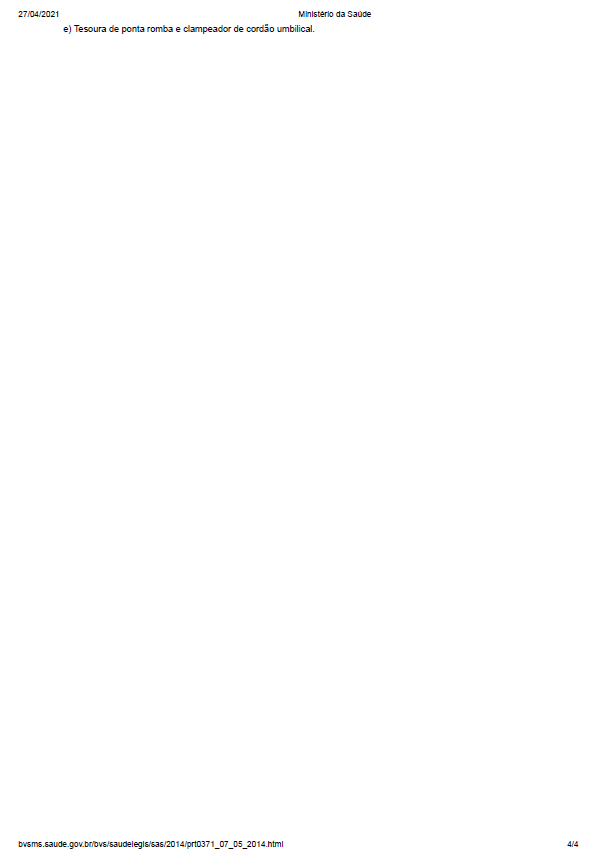 27/04/2021 Ministério da Saúde
e) Tesoura de ponta romba e clampeador de cordão umbilical.
bvsms.saude.gov.br/bvs/saudelegis/sas/2014/prt0371_07_05_2014.html 4/4